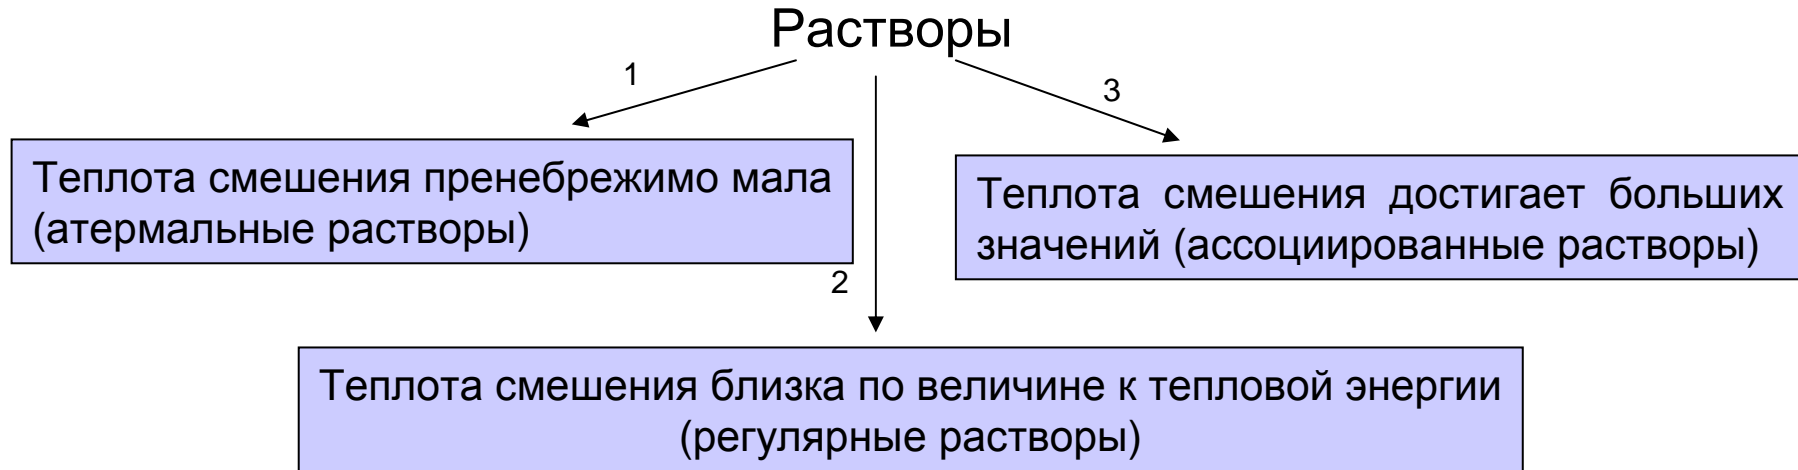 Растворы
1
3
Теплота смешения пренебрежимо мала
(атермальные растворы)
Теплота смешения достигает больших
значений (ассоциированные растворы)
2
Теплота смешения близка по величине к тепловой энергии
(регулярные растворы)